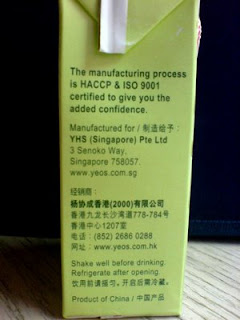 The manufacturing process
is HACCP & ISO 9001
certified to give you the
added confidence.
Manufactured for / 制造给予 :
YHS (Singapore) Pte Ltd
3 Senoko Way,
Singapore 758057.
www.yeos.com.sg
经销商 :
杨协成香港(2000)有限公司
香港九龙长沙湾道778-784号
香港中心1207室
电话 : (852) 2686 0288
网址 : www.yeos.com.hk
Shake well before drinking.
Refrigerate after opening.
饮用前请摇匀。开启后需冷藏。
Product of China / 中国产品